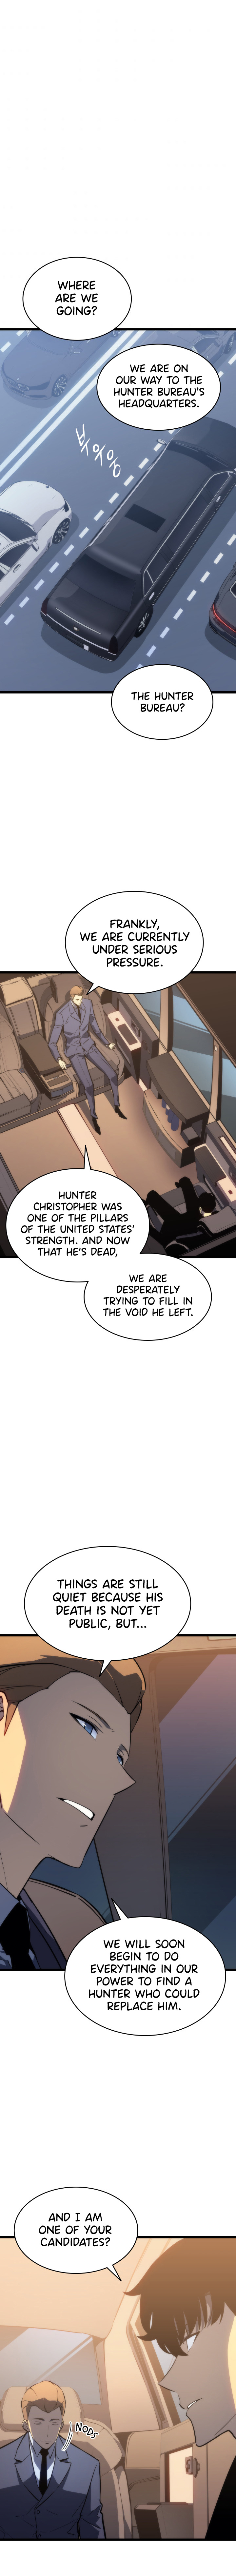 WHERE
ARE WE
GOING?
WE ARE ON
OUR WAY TO THE
HUNTER BUREAU'S
HEADQUARTERS.
부아앙
THE HUNTER
BUREAU?
FRANKLY,
WE ARE CURRENTLY
UNDER SERIOUS
PRESSURE.
HUNTER
CHRISTOPHER WAS
ONE OF THE PILLARS
OF THE UNITED STATES'
STRENGTH. AND NOW
THAT HE'S DEAD,
WE ARE
DESPERATELY
TRYING TO FILL IN
THE VOID HE LEFT.
THINGS ARE STILL
QUIET BECAUSE HIS
DEATH IS NOT YET
PUBLIC, BUT...
WE WILL SOON
BEGIN TO DO
EVERYTHING IN OUR
POWER TO FIND A
HUNTER WHO COULD
REPLACE HIM.
AND I AM
ONE OF YOUR
CANDIDATES?
NODS